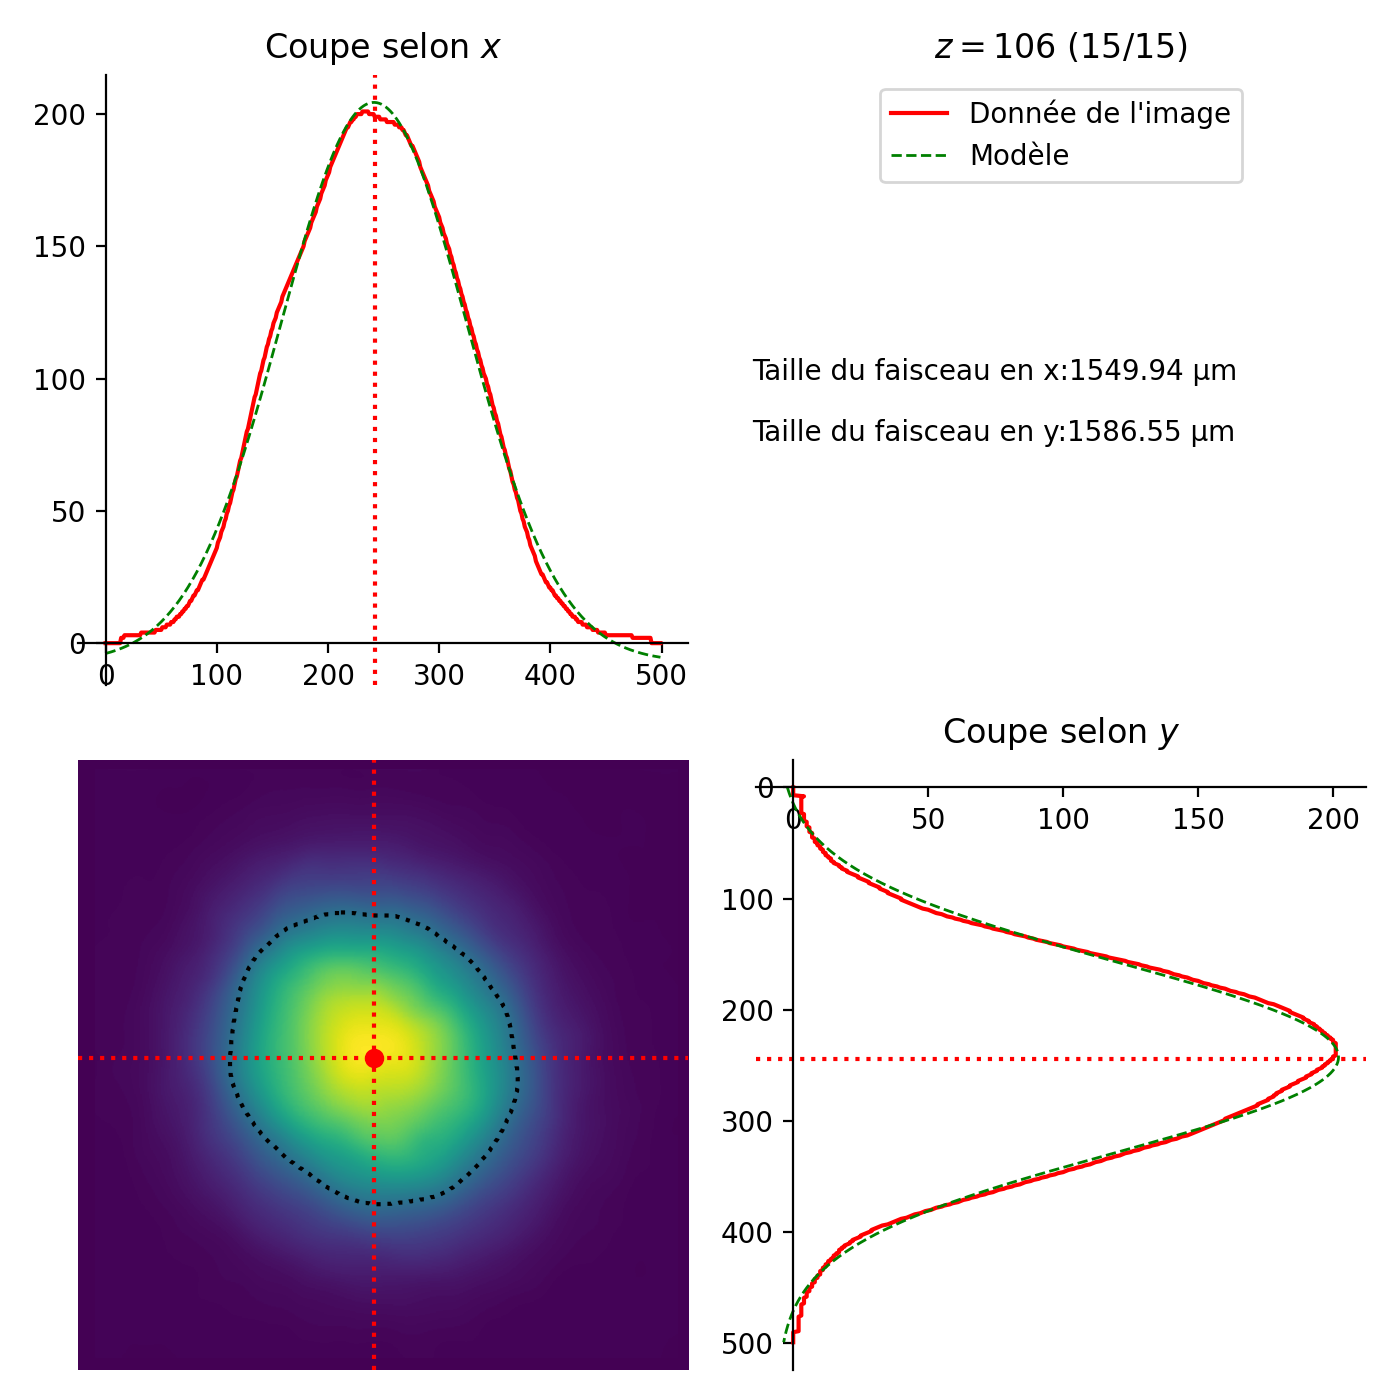 Coupe selon x
z = 106 (15/15)
Donnée de l'image
Modèle
200
150
100
50
0
0 100 200 300 400 500
Taille du faisceau en x:1549.94 µm
Taille du faisceau en y:1586.55 µm
Coupe selon y
0
0 50 100 150 200
100
200
300
400
500